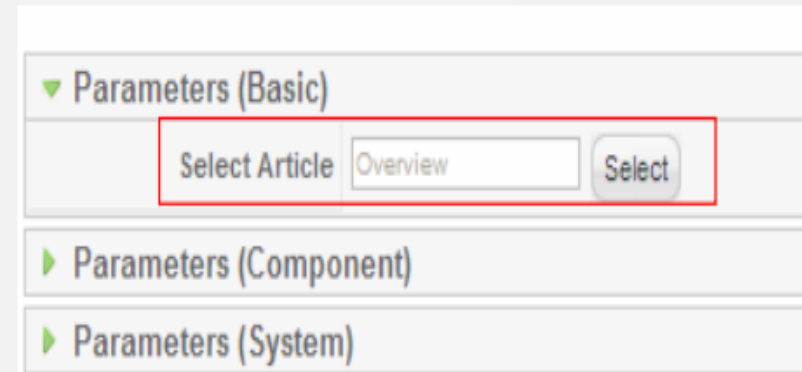 Parameters (Basic)
Select Article Overview Select
Parameters (Component)
Parameters (System)